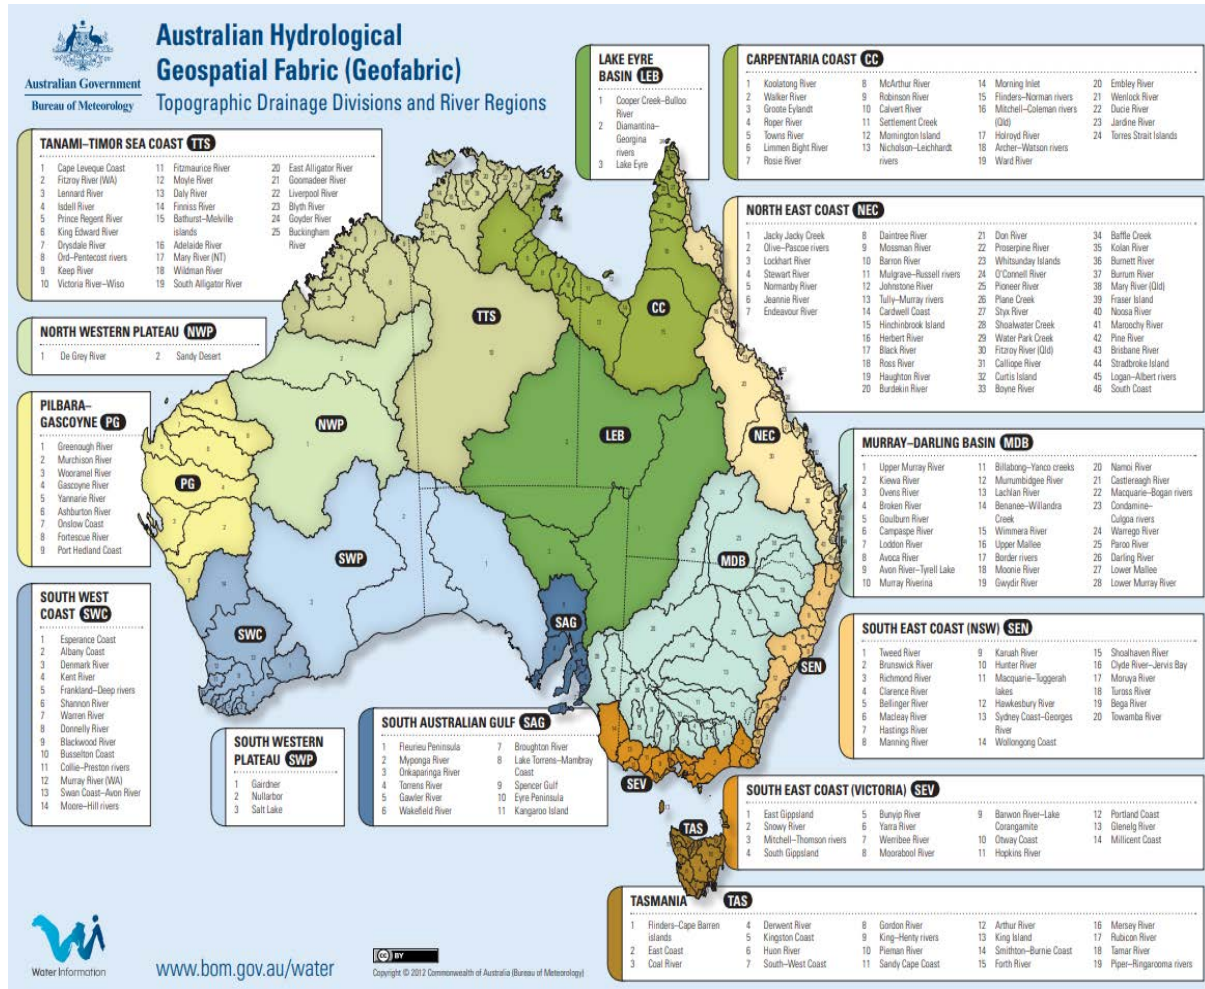 Australian Government
Bureau of Meteorology
Australian Hydrological
Geospatial Fabric (Geofabric)
Topographic Drainage Divisions and River Regions
TANAMI–TIMOR SEA COAST TTS
1 Cape Leveque Coast
2 Fitzroy River (WA)
3 Lennard River
4 Isdell River
5 Prince Regent River
6 King Edward River
7 Drysdale River
8 Ord–Pentecost rivers
9 Keep River
10 Victoria River–Wiso
11 Fitzmaurice River
12 Moyle River
13 Daly River
14 Finniss River
15 Bathurst–Melville
islands
16 Adelaide River
17 Mary River (NT)
18 Wildman River
19 South Alligator River
20 East Alligator River
21 Goomadeer River
22 Liverpool River
23 Blyth River
24 Goyder River
25 Buckingham
River
NORTH WESTERN PLATEAU NWP
1 De Grey River
2 Sandy Desert
PILBARA–
GASCOYNE PG
1 Greenough River
2 Murchison River
3 Wooramel River
4 Gascoyne River
5 Yannarie River
6 Ashburton River
7 Onslow Coast
8 Fortescue River
9 Port Hedland Coast
SOUTH WEST
COAST SWC
1 Esperance Coast
2 Albany Coast
3 Denmark River
4 Kent River
5 Frankland–Deep rivers
6 Shannon River
7 Warren River
8 Donnelly River
9 Blackwood River
10 Busselton Coast
11 Collie–Preston rivers
12 Murray River (WA)
13 Swan Coast–Avon River
14 Moore–Hill rivers
SOUTH WESTERN
PLATEAU SWP
1 Gairdner
2 Nullarbor
3 Salt Lake
SOUTH AUSTRALIAN GULF SAG
1 Fleurieu Peninsula
2 Myponga River
3 Onkaparinga River
4 Torrens River
5 Gawler River
6 Wakefield River
7 Broughton River
8 Lake Torrens–Mambray
Coast
9 Spencer Gulf
10 Eyre Peninsula
11 Kangaroo Island
LAKE EYRE
BASIN LEB
1 Cooper Creek–Bulloo
River
2 Diamantina–
Georgina
rivers
3 Lake Eyre
CARPENTARIA COAST CC
1 Koolatong River
2 Walker River
3 Groote Eylandt
4 Roper River
5 Towns River
6 Limmen Bight River
7 Rosie River
8 McArthur River
9 Robinson River
10 Calvert River
11 Settlement Creek
12 Mornington Island
13 Nicholson–Leichhardt
rivers
14 Morning Inlet
15 Flinders–Norman rivers
16 Mitchell–Coleman rivers
(Qld)
17 Holroyd River
18 Archer–Watson rivers
19 Ward River
20 Embley River
21 Wenlock River
22 Ducie River
23 Jardine River
24 Torres Strait Islands
NORTH EAST COAST NEC
1 Jacky Jacky Creek
2 Olive–Pascoe rivers
3 Lockhart River
4 Stewart River
5 Normanby River
6 Jeannie River
7 Endeavour River
8 Daintree River
9 Mossman River
10 Barron River
11 Mulgrave–Russell rivers
12 Johnstone River
13 Tully–Murray rivers
14 Cardwell Coast
15 Hinchinbrook Island
16 Herbert River
17 Black River
18 Ross River
19 Haughton River
20 Burdekin River
21 Don River
22 Proserpine River
23 Whitsunday Islands
24 O'Connell River
25 Pioneer River
26 Plane Creek
27 Styx River
28 Shoalwater Creek
29 Water Park Creek
30 Fitzroy River (Qld)
31 Calliope River
32 Curtis Island
33 Boyne River
34 Baffle Creek
35 Kolan River
36 Burnett River
37 Burrum River
38 Mary River (Qld)
39 Fraser Island
40 Noosa River
41 Maroochy River
42 Pine River
43 Brisbane River
44 Stradbroke Island
45 Logan–Albert rivers
46 South Coast
MURRAY–DARLING BASIN MDB
1 Upper Murray River
2 Kiewa River
3 Ovens River
4 Broken River
5 Goulburn River
6 Campaspe River
7 Loddon River
8 Avoca River
9 Avon River–Tyrell Lake
10 Murray Riverina
11 Billabong–Yanco creeks
12 Murrumbidgee River
13 Lachlan River
14 Benanee–Willandra
Creek
15 Wimmera River
16 Upper Mallee
17 Border rivers
18 Moonie River
19 Gwydir River
20 Namoi River
21 Castlereagh River
22 Macquarie–Bogan rivers
23 Condamine–
Culgoa rivers
24 Warrego River
25 Paroo River
26 Darling River
27 Lower Mallee
28 Lower Murray River
SOUTH EAST COAST (NSW) SEN
1 Tweed River
2 Brunswick River
3 Richmond River
4 Clarence River
5 Bellinger River
6 Macleay River
7 Hastings River
8 Manning River
9 Karuah River
10 Hunter River
11 Macquarie–Tuggerah
lakes
12 Hawkesbury River
13 Sydney Coast–Georges
River
14 Wollongong Coast
15 Shoalhaven River
16 Clyde River–Jervis Bay
17 Moruya River
18 Tuross River
19 Bega River
20 Towamba River
SOUTH EAST COAST (VICTORIA) SEV
1 East Gippsland
2 Snowy River
3 Mitchell–Thomson rivers
4 South Gippsland
5 Bunyip River
6 Yarra River
7 Werribee River
8 Moorabool River
9 Barwon River–Lake
Corangamite
10 Otway Coast
11 Hopkins River
12 Portland Coast
13 Glenelg River
14 Millicent Coast
TASMANIA TAS
1 Flinders–Cape Barren
islands
2 East Coast
3 Coal River
4 Derwent River
5 Kingston Coast
6 Huon River
7 South–West Coast
8 Gordon River
9 King–Henty rivers
10 Pieman River
11 Sandy Cape Coast
12 Arthur River
13 King Island
14 Smithton–Burnie Coast
15 Forth River
16 Mersey River
17 Rubicon River
18 Tamar River
19 Piper–Ringarooma rivers
TTS
CC
NWP
LEB
NEC
PG
SWP
MDB
SWC
SAG
SEN
SEV
TAS
Water Information
www.bom.gov.au/water
CC BY
Copyright © 2012 Commonwealth of Australia (Bureau of Meteorology)